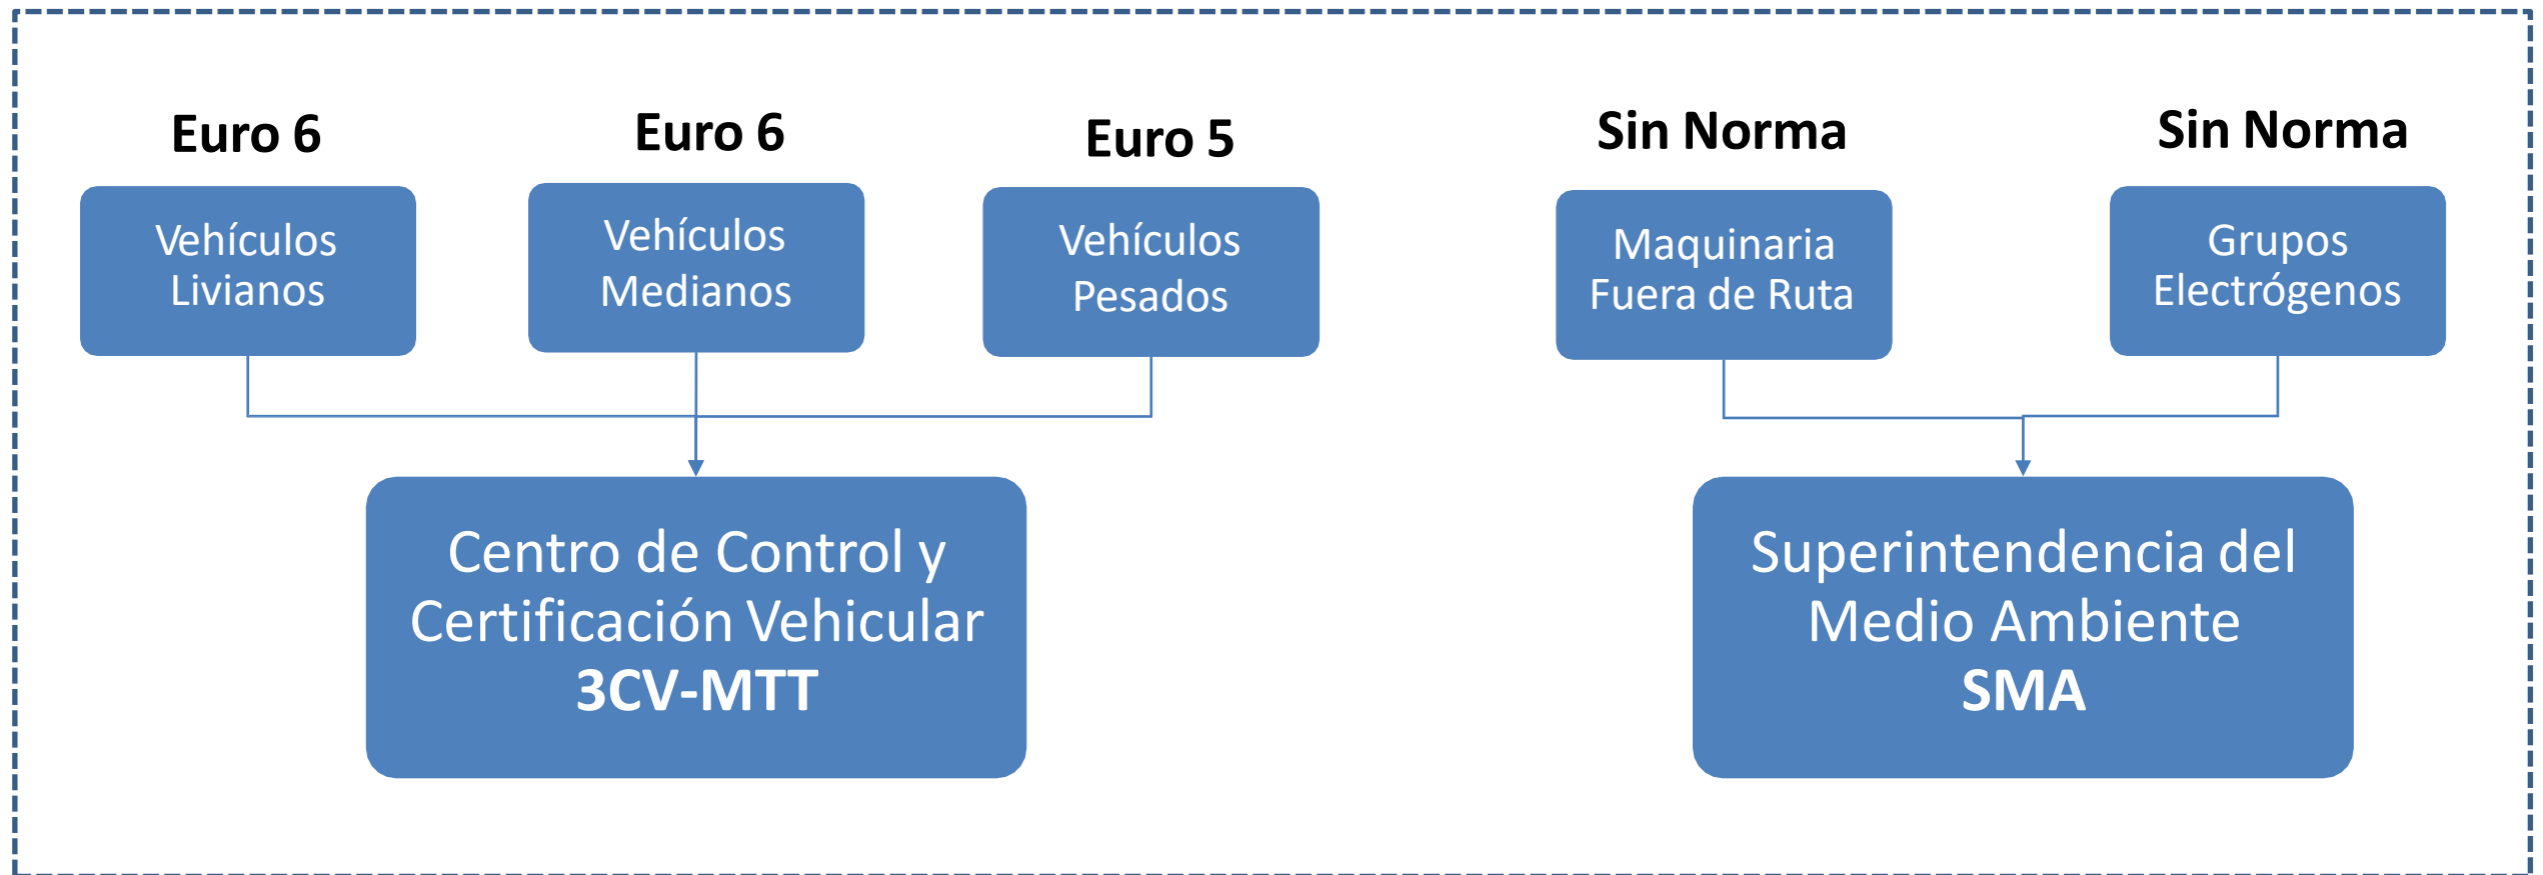 Euro 6
Vehículos
Livianos
Euro 6
Vehículos
Medianos
Euro 5
Vehículos
Pesados
Sin Norma
Maquinaria
Fuera de Ruta
Sin Norma
Grupos
Electrógenos
Centro de Control y
Certificación Vehicular
3CV-MTT
Superintendencia del
Medio Ambiente
SMA